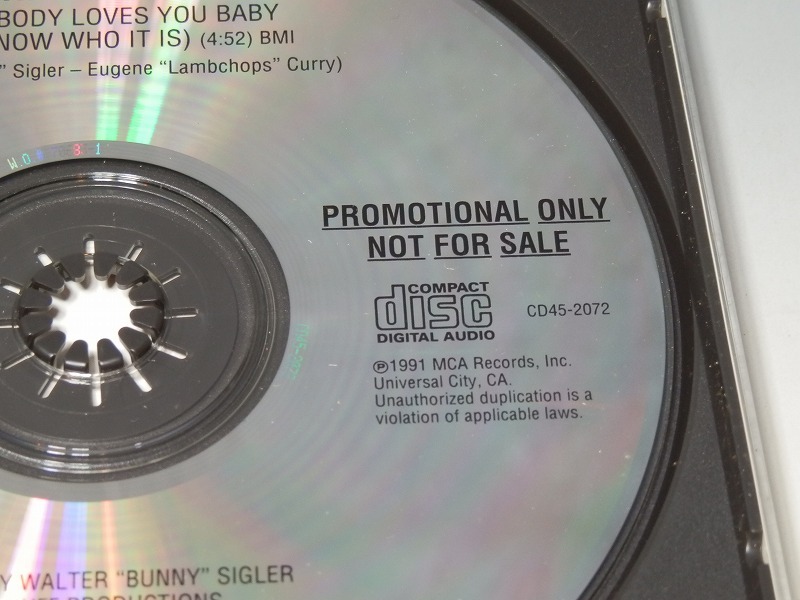 BODY LOVES YOU BABY
NOW WHO IT IS) (4:52) BMI
" Sigler – Eugene "Lambchops" Curry)
PROMOTIONAL ONLY
NOT FOR SALE
COMPACT
disc
DIGITAL AUDIO
CD45-2072
℗1991 MCA Records, Inc.
Universal City, CA.
Unauthorized duplication is a
violation of applicable laws.
Y WALTER "BUNNY" SIGLER
PRODUCTIONS